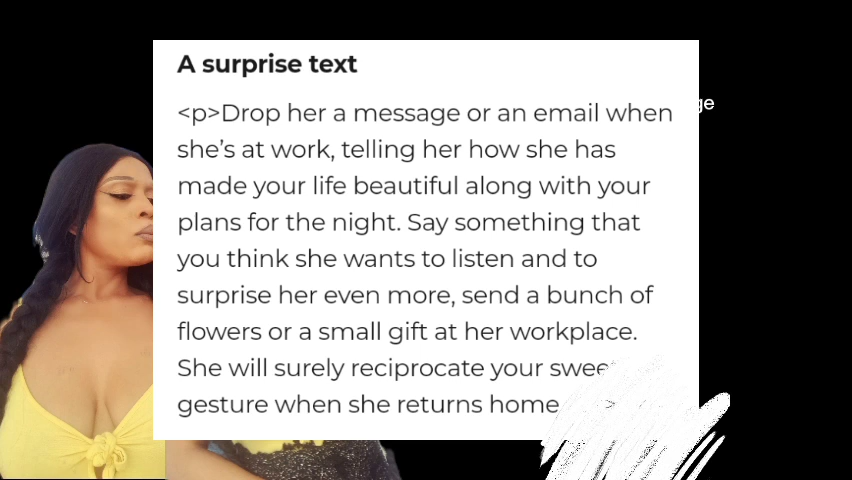 A surprise text
<p>Drop her a message or an email when
she's at work, telling her how she has
made your life beautiful along with your
plans for the night. Say something that
you think she wants to listen and to
surprise her even more, send a bunch of
flowers or a small gift at her workplace.
She will surely reciprocate your
gesture when she returns home